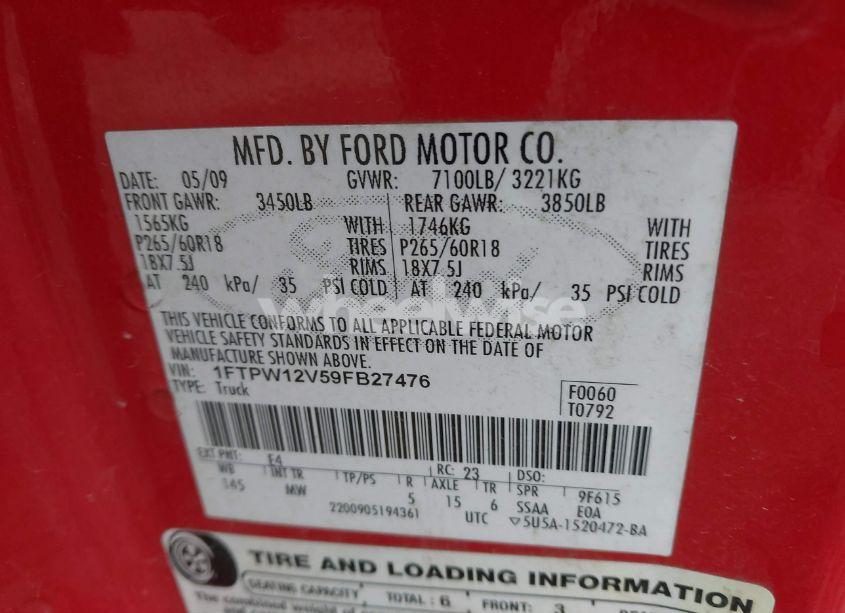 MFD. BY FORD MOTOR CO.
DATE: 05/09 GVWR: 7100LB/ 3221KG
FRONT GAWR: 3450LB REAR GAWR: 3850LB
1565KG WITH 1746KG WITH
P265/60R18 TIRES P265/60R18 TIRES
18X7.5J RIMS 18X7.5J RIMS
AT 240 kPa/ 35 PSI COLD AT 240 kPa/ 35 PSI COLD
wheelwise
THIS VEHICLE CONFORMS TO ALL APPLICABLE FEDERAL MOTOR
VEHICLE SAFETY STANDARDS IN EFFECT ON THE DATE OF
MANUFACTURE SHOWN ABOVE.
VIN: 1FTPW12V59FB27476
TYPE: Truck
F0060
T0792
EXT PNT: F4 RC: 23 DSO:
WB INT TR TP/PS R AXLE TR SPR 9F615
145 MW 5 15 6 SSAA E0A
2200905194361 UTC ▽5U5A-1520472-BA
TIRE AND LOADING INFORMATION
SEATING CAPACITY TOTAL : 6 FRONT: 3
The combined weight of